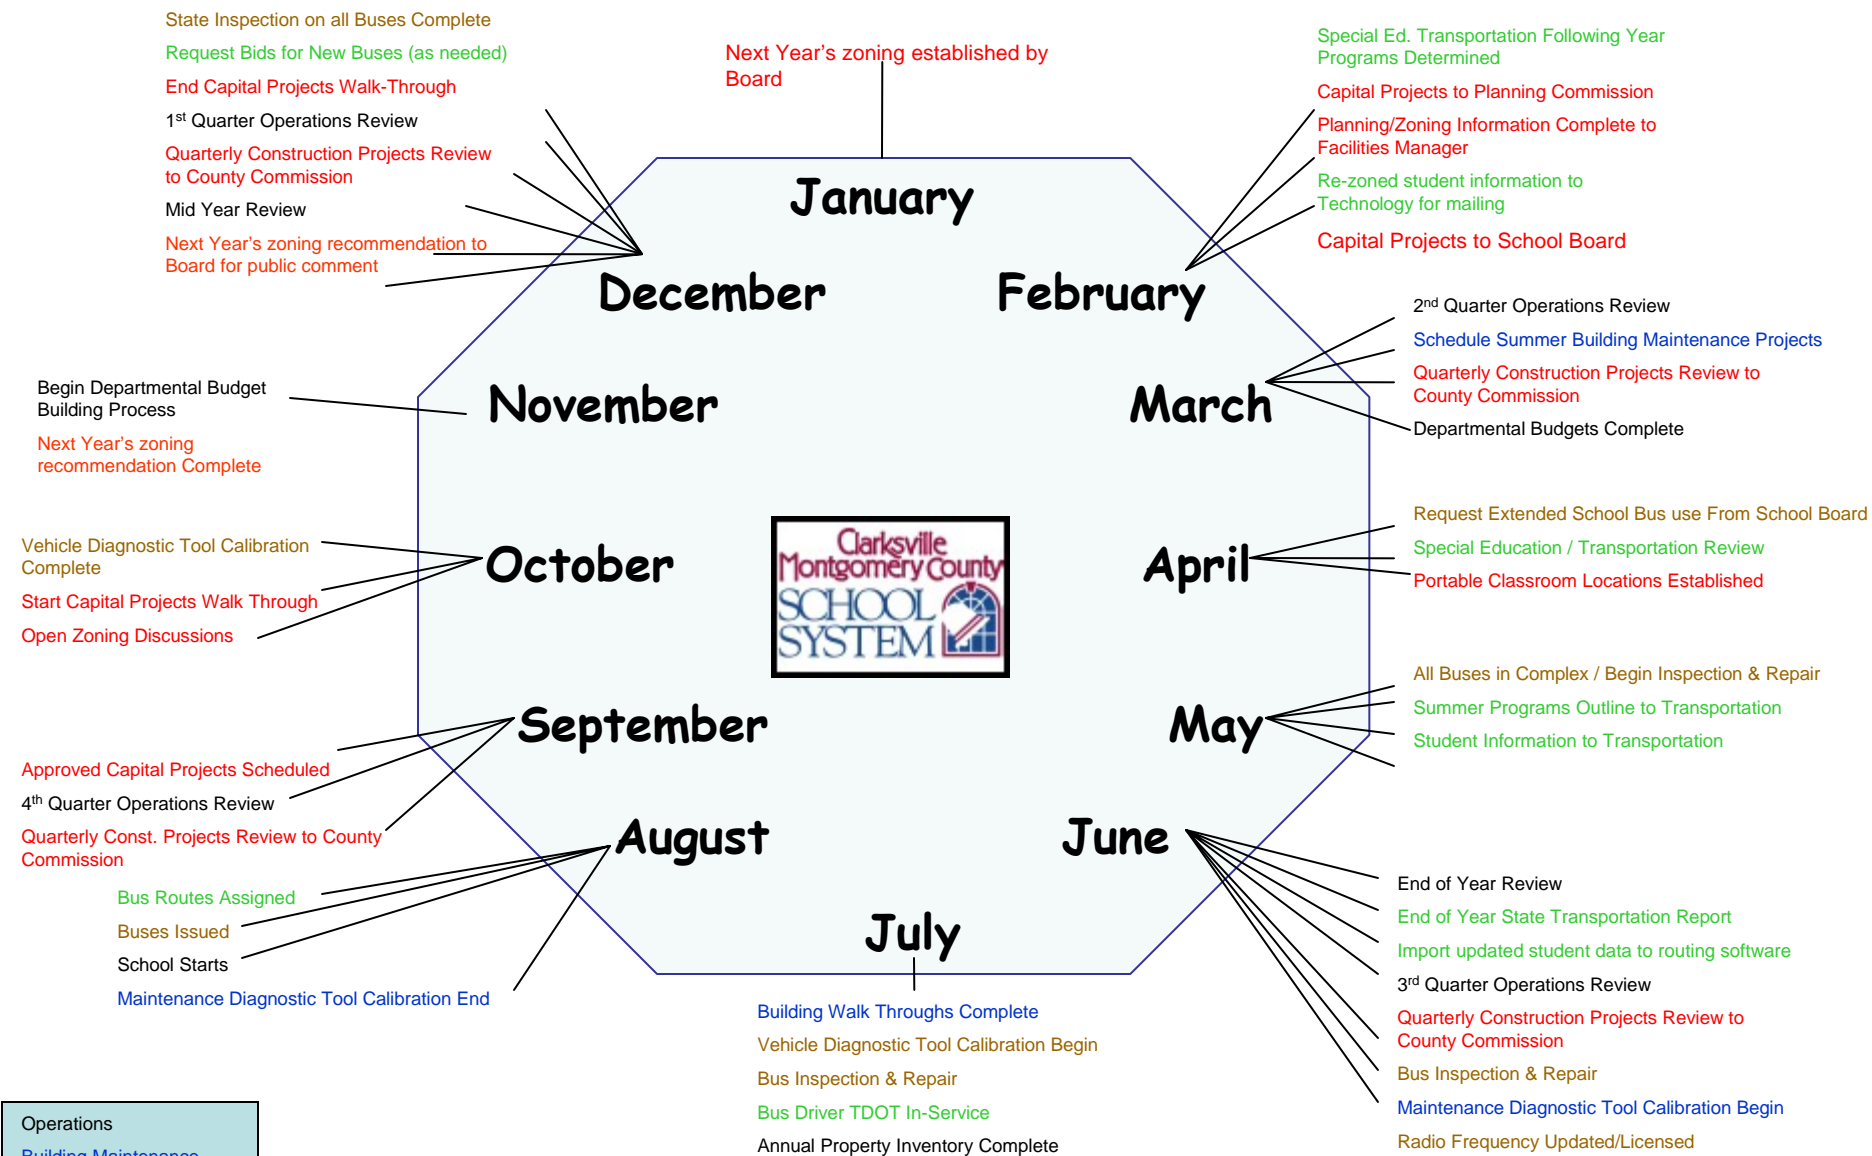 State Inspection on all Buses Complete
Request Bids for New Buses (as needed)
End Capital Projects Walk-Through
1st Quarter Operations Review
Quarterly Construction Projects Review
to County Commission
Mid Year Review
Next Year's zoning recommendation to
Board for public comment
Next Year's zoning established by
Board
Special Ed. Transportation Following Year
Programs Determined
Capital Projects to Planning Commission
Planning/Zoning Information Complete to
Facilities Manager
Re-zoned student information to
Technology for mailing
Capital Projects to School Board
January
December
February
2nd Quarter Operations Review
Schedule Summer Building Maintenance Projects
Quarterly Construction Projects Review to
County Commission
Departmental Budgets Complete
Begin Departmental Budget
Building Process
Next Year's zoning
recommendation Complete
November
March
Vehicle Diagnostic Tool Calibration
Complete
Start Capital Projects Walk Through
Open Zoning Discussions
October
Clarksville
Montgomery County
SCHOOL
SYSTEM
April
Request Extended School Bus use From School Board
Special Education / Transportation Review
Portable Classroom Locations Established
September
May
All Buses in Complex / Begin Inspection & Repair
Summer Programs Outline to Transportation
Student Information to Transportation
Approved Capital Projects Scheduled
4th Quarter Operations Review
Quarterly Const. Projects Review to County
Commission
August
June
Bus Routes Assigned
Buses Issued
School Starts
Maintenance Diagnostic Tool Calibration End
July
End of Year Review
End of Year State Transportation Report
Import updated student data to routing software
3rd Quarter Operations Review
Quarterly Construction Projects Review to
County Commission
Bus Inspection & Repair
Maintenance Diagnostic Tool Calibration Begin
Radio Frequency Updated/Licensed
Building Walk Throughs Complete
Vehicle Diagnostic Tool Calibration Begin
Bus Inspection & Repair
Bus Driver TDOT In-Service
Annual Property Inventory Complete
Operations
Building Maintenance